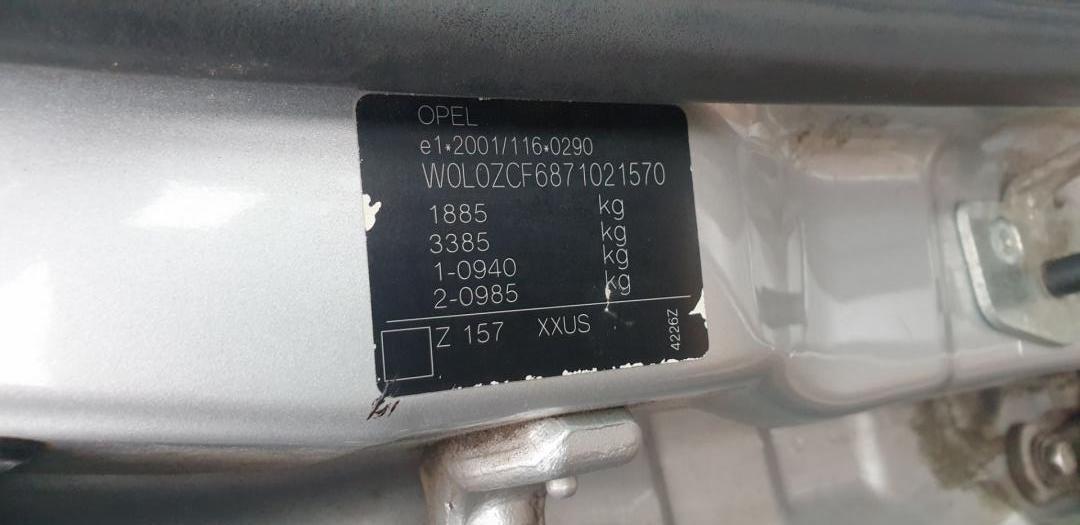 OPEL
e1*2001/116*0290
W0L0ZCF6871021570
1885 kg
3385 kg
1-0940 kg
2-0985 kg
Z 157 XXUS
4226Z